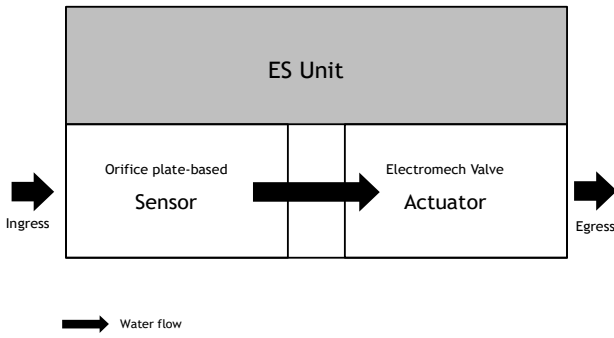 ES Unit
Orifice plate-based
Sensor
Electromech Valve
Actuator
Ingress
Egress
Water flow